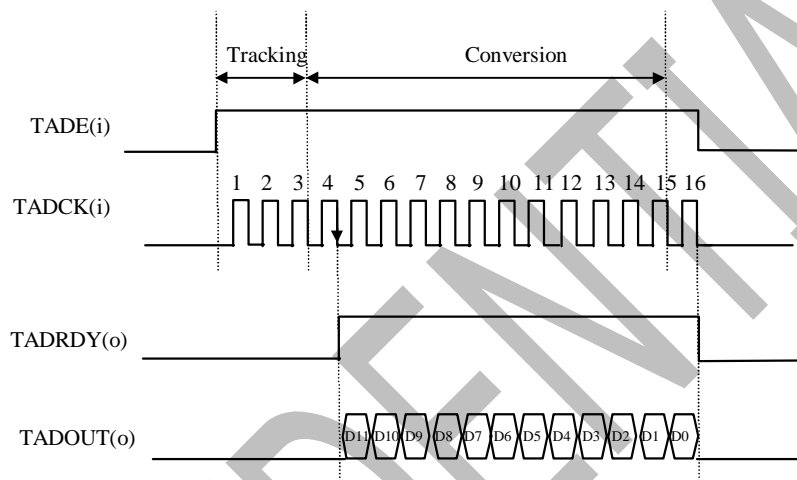 Tracking Conversion
TADE(i)
1 2 3 4 5 6 7 8 9 10 11 12 13 14 15 16
TADCK(i)
TADRDY(o)
TADOUT(o)
D11 D10 D9 D8 D7 D6 D5 D4 D3 D2 D1 D0